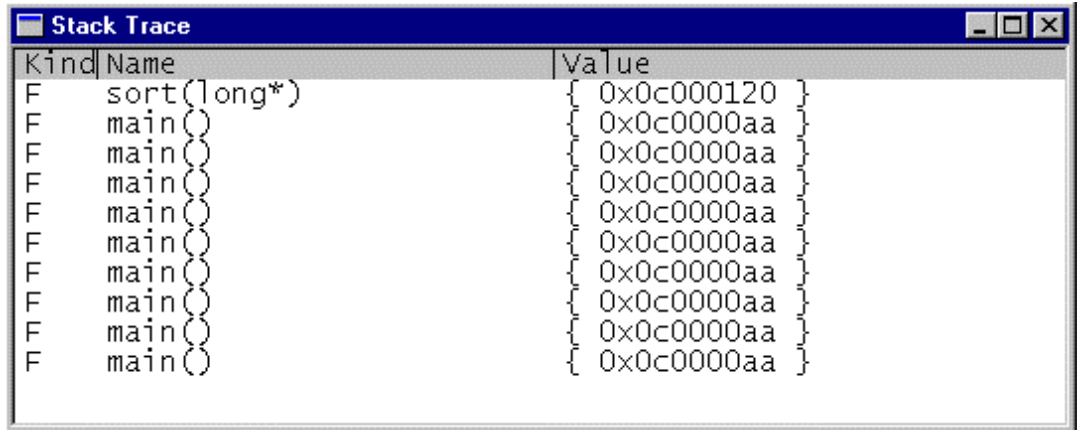 Stack Trace
Kind Name Value
F sort(long*) { 0x0c000120 }
F main() { 0x0c0000aa }
F main() { 0x0c0000aa }
F main() { 0x0c0000aa }
F main() { 0x0c0000aa }
F main() { 0x0c0000aa }
F main() { 0x0c0000aa }
F main() { 0x0c0000aa }
F main() { 0x0c0000aa }
F main() { 0x0c0000aa }